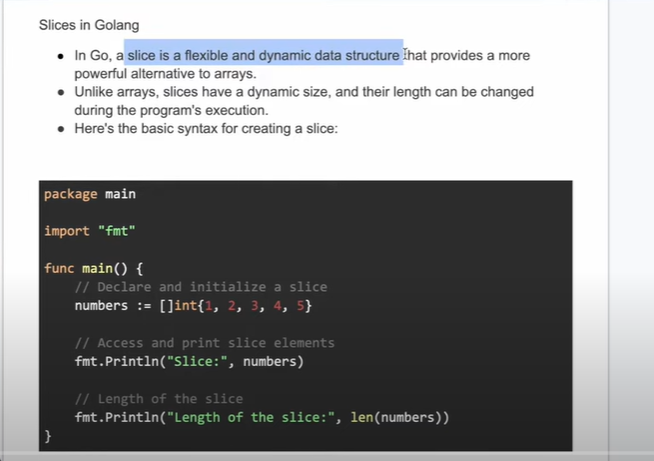 Slices in Golang
• In Go, a slice is a flexible and dynamic data structure that provides a more
powerful alternative to arrays.
• Unlike arrays, slices have a dynamic size, and their length can be changed
during the program's execution.
• Here's the basic syntax for creating a slice:
package main
import "fmt"
func main() {
    // Declare and initialize a slice
    numbers := []int{1, 2, 3, 4, 5}
    // Access and print slice elements
    fmt.Println("Slice:", numbers)
    // Length of the slice
    fmt.Println("Length of the slice:", len(numbers))
}